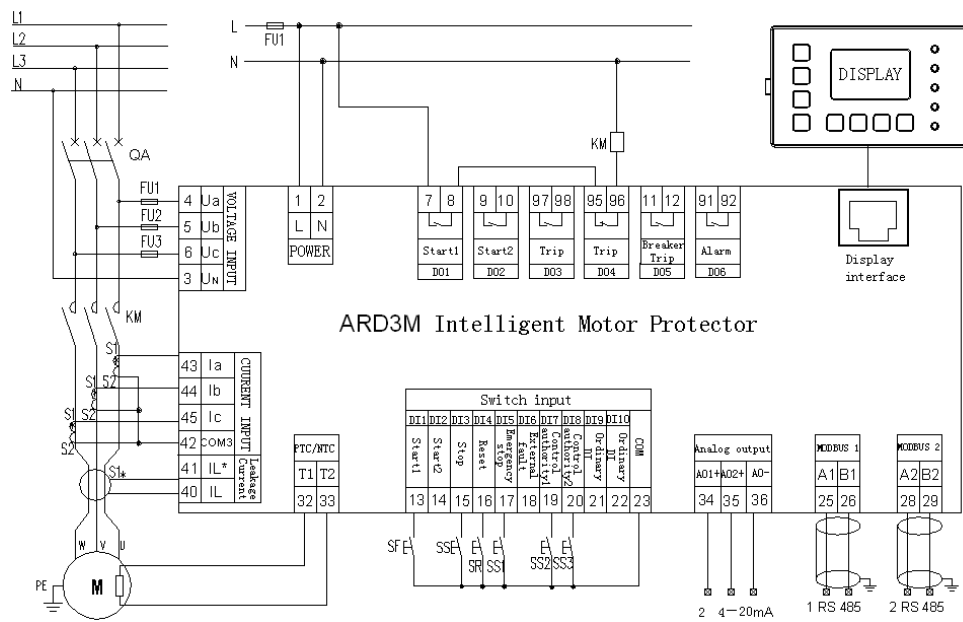 L1
L2
L3
N
L
FU1
N
DISPLAY
QA
KM
FU1
FU2
FU3
4 Ua
5 Ub
6 Uc
3 UN
VOLTAGE INPUT
1 2
L N
POWER
7 8
Start1
DO1
9 10
Start2
DO2
97 98
Trip
DO3
95 96
Trip
DO4
11 12
Breaker
Trip
DO5
91 92
Alarm
DO6
Display
interface
KM
ARD3M Intelligent Motor Protector
S1
S2
S1
S2
S1
S2
S1*
43 Ia
44 Ib
45 Ic
42 COM3
41 IL*
40 IL
CUURENT INPUT
Leakage
Current
PTC/NTC
T1 T2
32 33
Switch input
DI1 DI2 DI3 DI4 DI5 DI6 DI7 DI8 DI9 DI10
Start1
Start2
Stop
Reset
Emergency
stop
External
fault
Control
authority1
Control
authority2
Ordinary
DI
Ordinary
DI
COM
13 14 15 16 17 18 19 20 21 22 23
SF
SS
SR
SS1
SS2
SS3
Analog output
AO1+ AO2+ AO-
34 35 36
2 4—20mA
MODBUS 1
A1 B1
25 26
1 RS 485
MODBUS 2
A2 B2
28 29
2 RS 485
W V U
PE
M